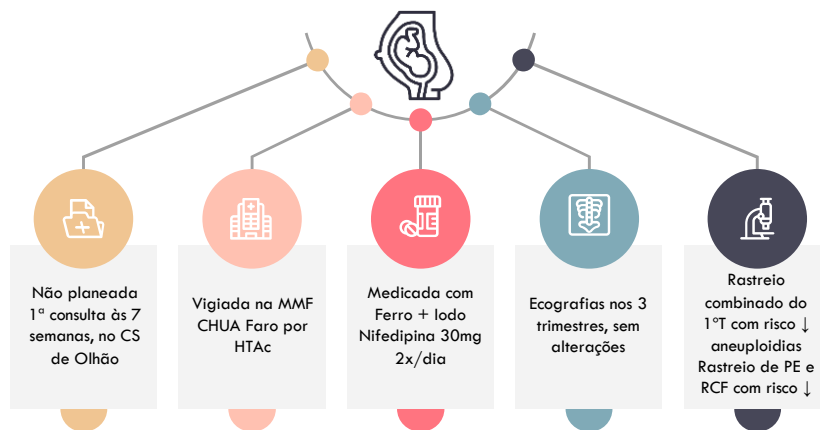 Não planeada
1ª consulta às 7
semanas, no CS
de Olhão
Vigiada na MMF
CHUA Faro por
HTAc
Medicada com
Ferro + Iodo
Nifedipina 30mg
2x/dia
Ecografias nos 3
trimestres, sem
alterações
Rastreio
combinado do
1ºT com risco ↓
aneuploidias
Rastreio de PE e
RCF com risco ↓